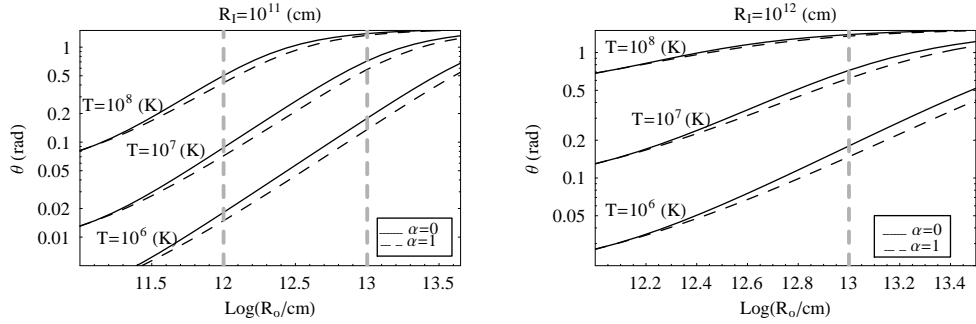 R_I=10^11 (cm)
θ (rad)
1
0.5
0.1
0.05
0.02
0.01
T=10^8 (K)
T=10^7 (K)
T=10^6 (K)
α=0
α=1
11.5 12 12.5 13 13.5
Log(R_o/cm)
R_I=10^12 (cm)
θ (rad)
1
0.5
0.2
0.1
0.05
T=10^8 (K)
T=10^7 (K)
T=10^6 (K)
α=0
α=1
12.2 12.4 12.6 12.8 13 13.2 13.4
Log(R_o/cm)